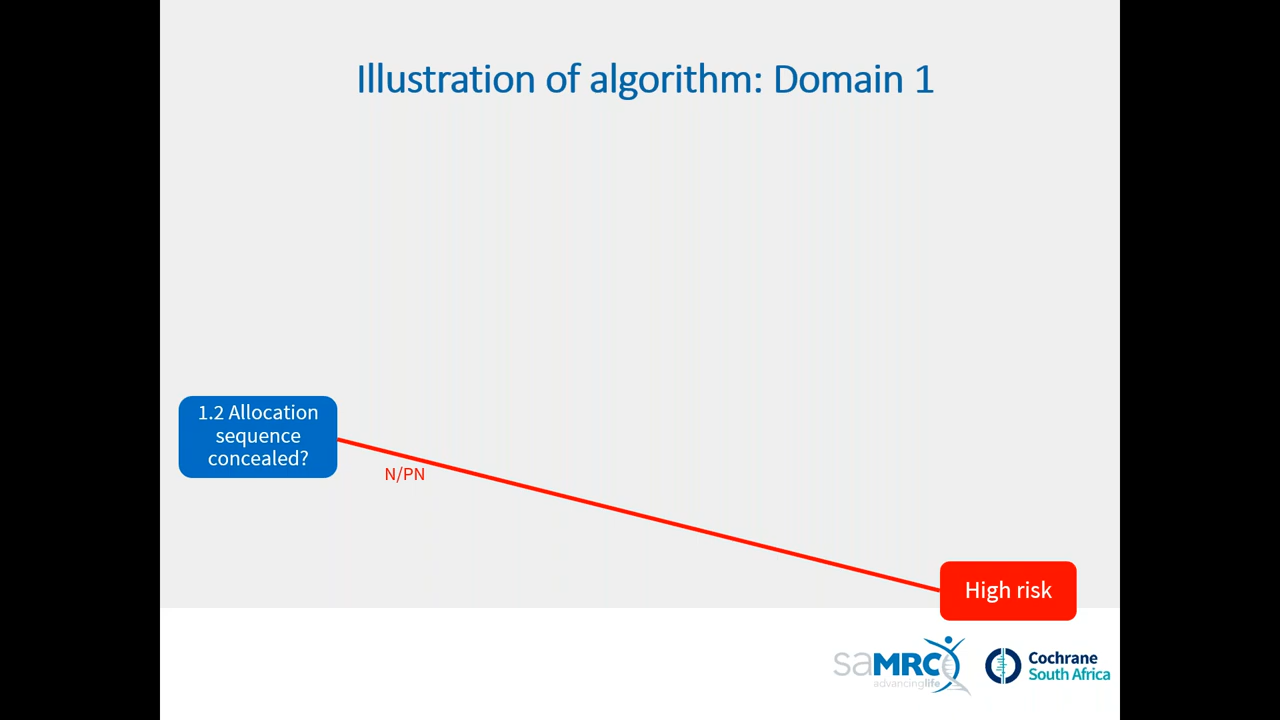 Illustration of algorithm: Domain 1
1.2 Allocation
sequence
concealed?
N/PN
High risk
saMRC
advancinglife
Cochrane
South Africa